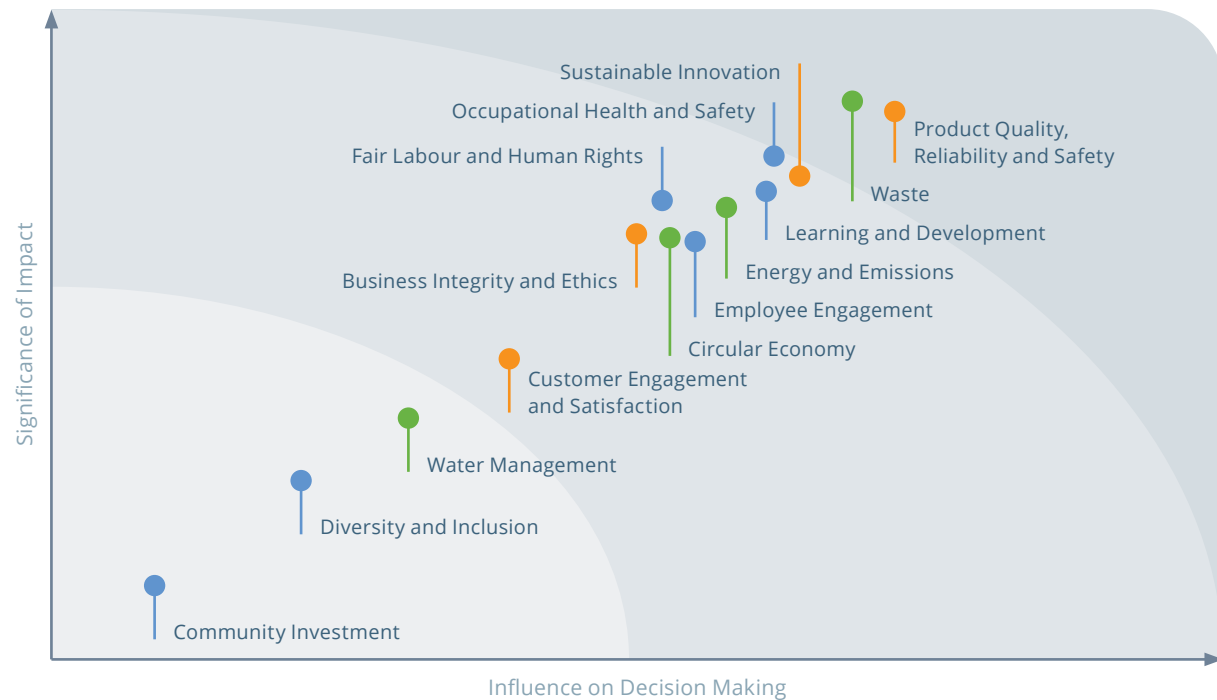 Significance of Impact
Sustainable Innovation
Occupational Health and Safety
Fair Labour and Human Rights
Product Quality,
Reliability and Safety
Waste
Learning and Development
Energy and Emissions
Business Integrity and Ethics
Employee Engagement
Circular Economy
Customer Engagement
and Satisfaction
Water Management
Diversity and Inclusion
Community Investment
Influence on Decision Making